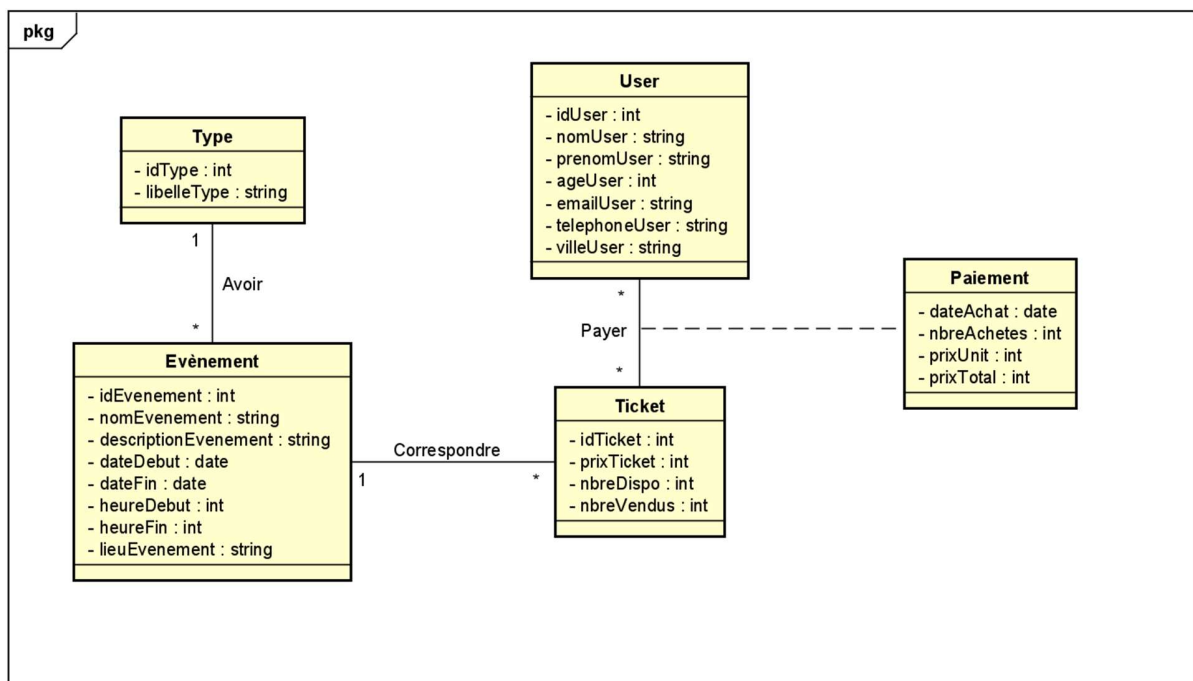 pkg
Type
- idType : int
- libelleType : string
1
Avoir
*
Evènement
- idEvenement : int
- nomEvenement : string
- descriptionEvenement : string
- dateDebut : date
- dateFin : date
- heureDebut : int
- heureFin : int
- lieuEvenement : string
Correspondre
1
*
User
- idUser : int
- nomUser : string
- prenomUser : string
- ageUser : int
- emailUser : string
- telephoneUser : string
- villeUser : string
*
Payer
*
Ticket
- idTicket : int
- prixTicket : int
- nbreDispo : int
- nbreVendus : int
Paiement
- dateAchat : date
- nbreAchetes : int
- prixUnit : int
- prixTotal : int